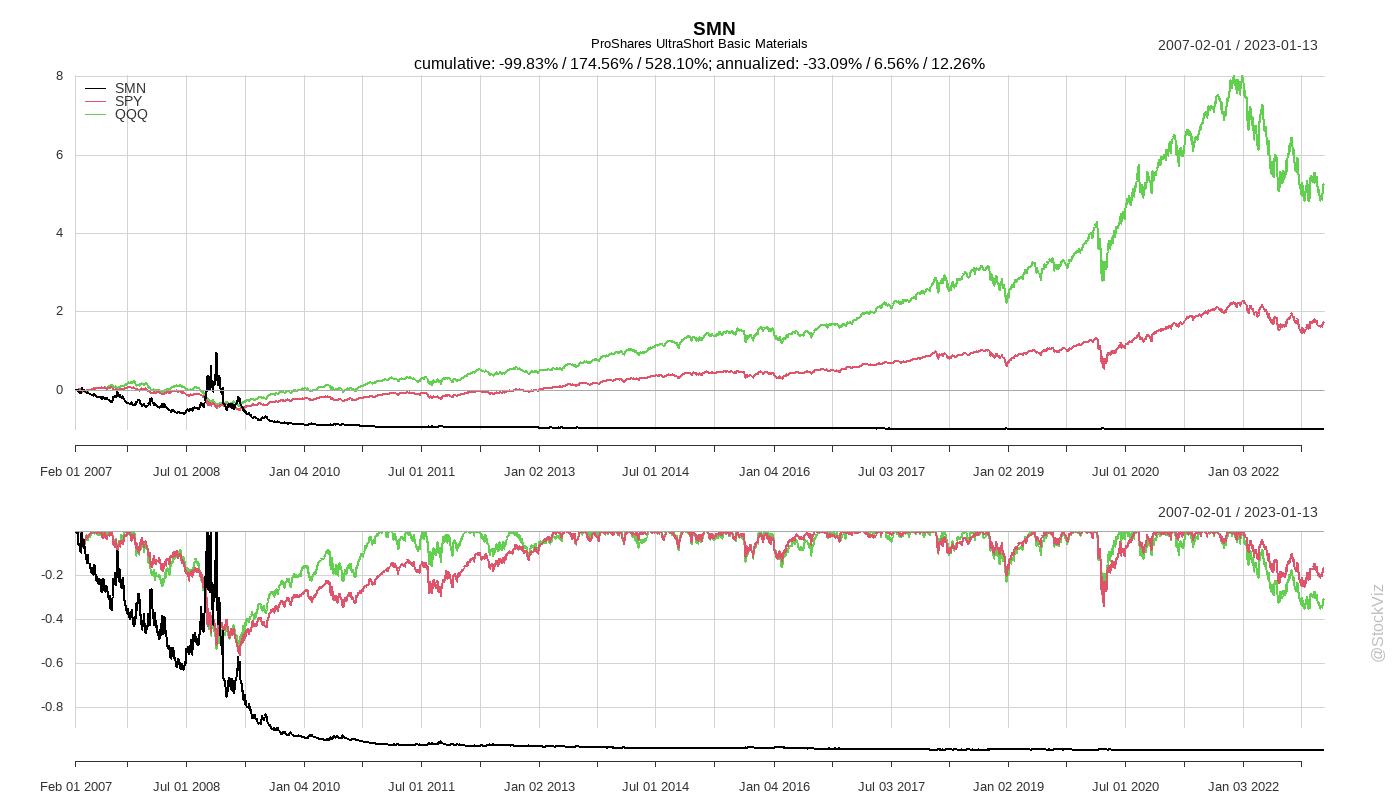 SMN
ProShares UltraShort Basic Materials
2007-02-01 / 2023-01-13
cumulative: -99.83% / 174.56% / 528.10%; annualized: -33.09% / 6.56% / 12.26%
SMN
SPY
QQQ
8
6
4
2
0
Feb 01 2007 Jul 01 2008 Jan 04 2010 Jul 01 2011 Jan 02 2013 Jul 01 2014 Jan 04 2016 Jul 03 2017 Jan 02 2019 Jul 01 2020 Jan 03 2022
2007-02-01 / 2023-01-13
-0.2
-0.4
-0.6
-0.8
Feb 01 2007 Jul 01 2008 Jan 04 2010 Jul 01 2011 Jan 02 2013 Jul 01 2014 Jan 04 2016 Jul 03 2017 Jan 02 2019 Jul 01 2020 Jan 03 2022
@StockViz